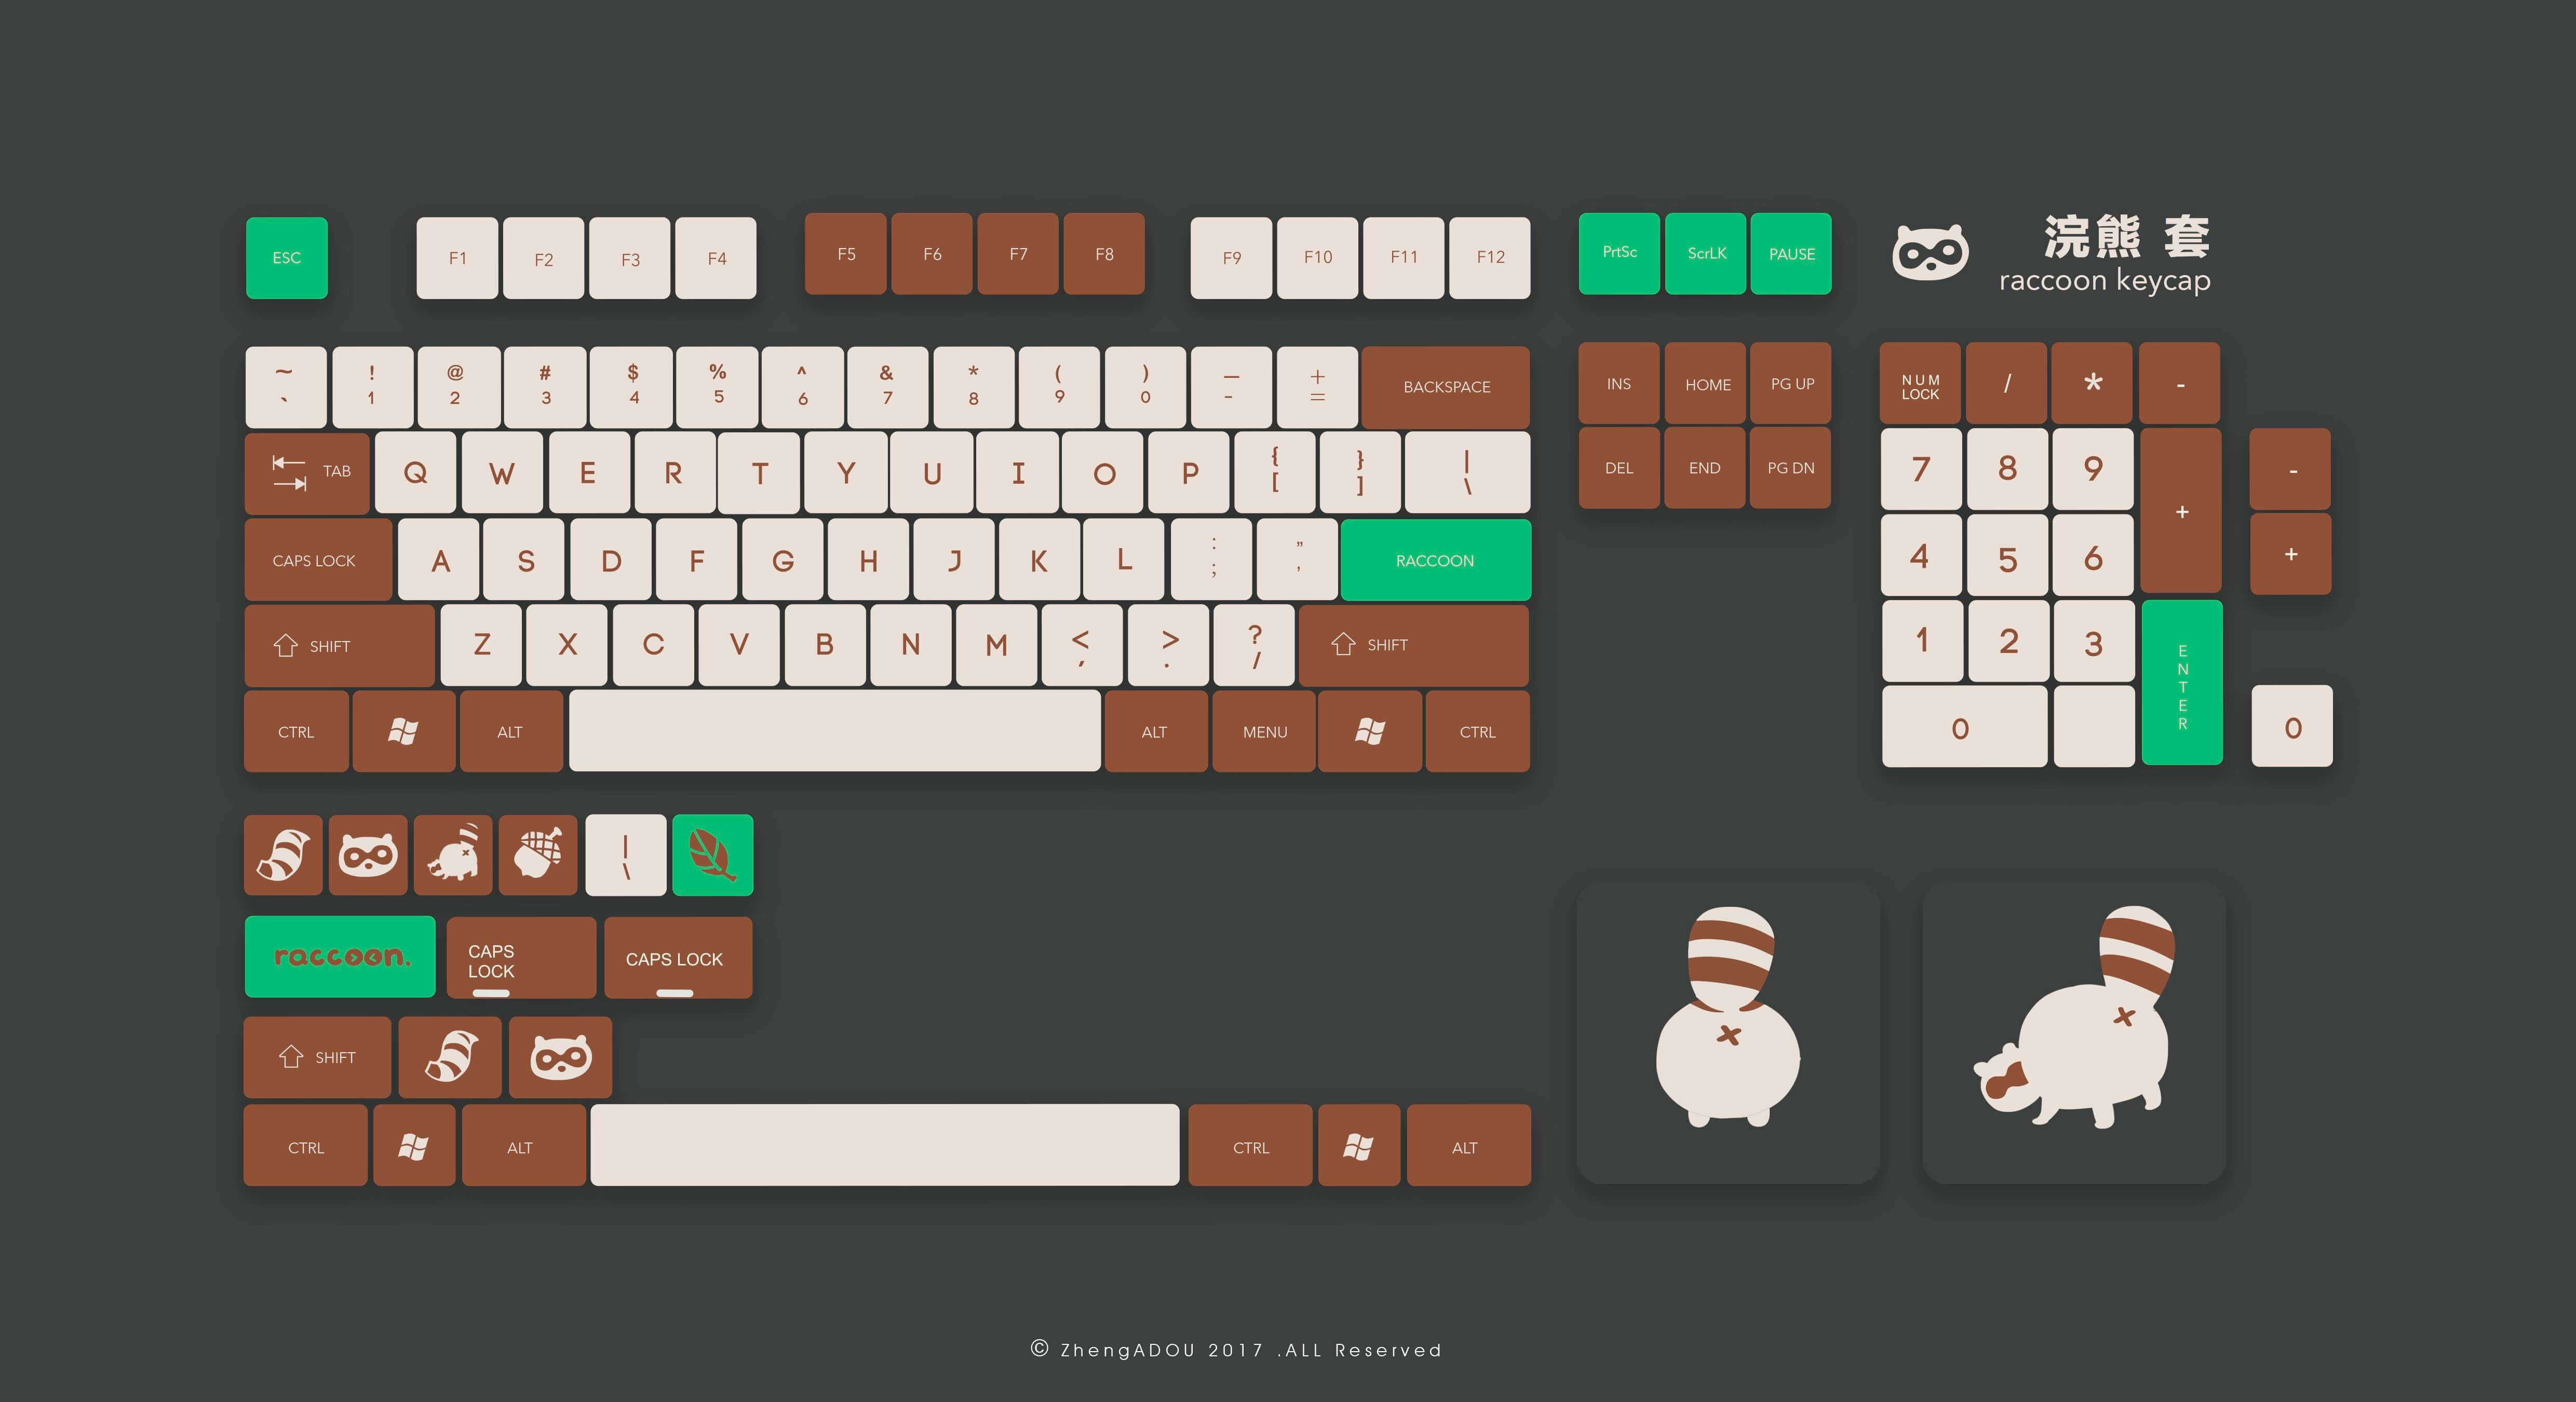 ESC F1 F2 F3 F4 F5 F6 F7 F8 F9 F10 F11 F12 PrtSc ScrLK PAUSE
浣熊 套
raccoon keycap
~ ! @ # $ % ^ & * ( ) — +
` 1 2 3 4 5 6 7 8 9 0 - = BACKSPACE
INS HOME PG UP
NUM LOCK / * -
TAB Q W E R T Y U I O P { [ } ] | \
DEL END PG DN
7 8 9 + -
CAPS LOCK A S D F G H J K L : ; " , RACCOON
4 5 6 +
SHIFT Z X C V B N M < , > . ? / SHIFT
1 2 3 ENTER
CTRL ALT ALT MENU CTRL
0 0
| \
raccoon. CAPS LOCK CAPS LOCK
SHIFT
CTRL ALT CTRL ALT
© ZhengADOU 2017 .ALL Reserved